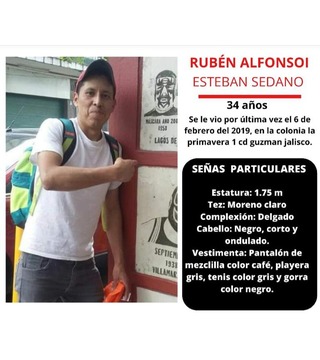 RUBÉN ALFONSOI
ESTEBAN SEDANO
34 años
Se le vio por última vez el 6 de
febrero del 2019, en la colonia la
primavera 1 cd guzman jalisco.
SEÑAS PARTICULARES
Estatura: 1.75 m
Tez: Moreno claro
Complexión: Delgado
Cabello: Negro, corto y
ondulado.
Vestimenta: Pantalón de
mezclilla color café, playera
gris, tenis color gris y gorra
color negro.
LAGOS DE
SEPTIEMB
1931
VILLAMAR